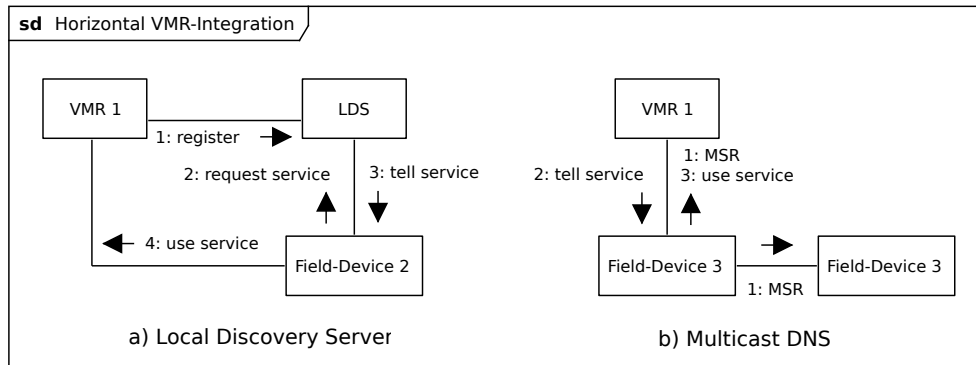 sd Horizontal VMR-Integration
VMR 1
LDS
1: register
2: request service
3: tell service
4: use service
Field-Device 2
a) Local Discovery Server
VMR 1
1: MSR
2: tell service
3: use service
Field-Device 3
Field-Device 3
1: MSR
b) Multicast DNS